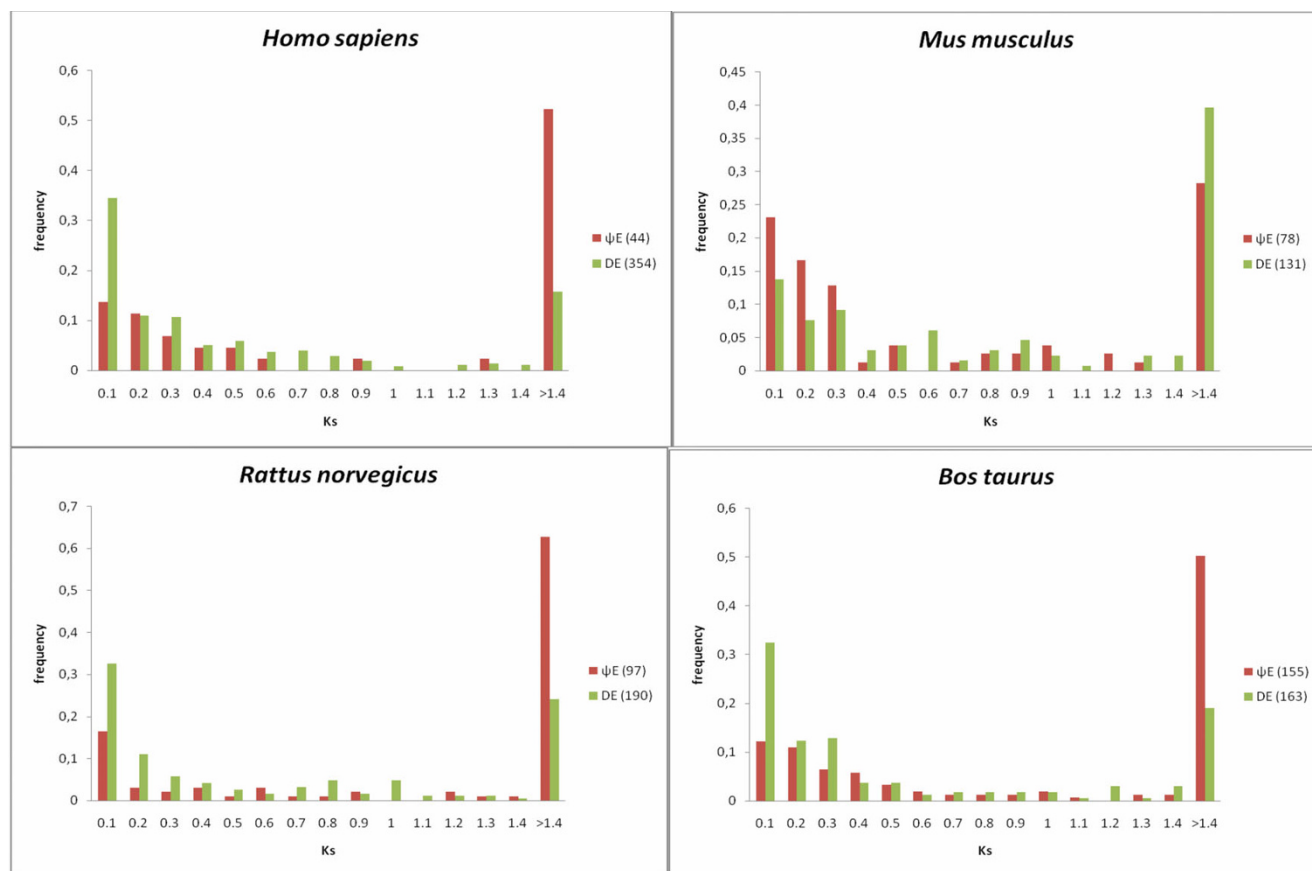 Homo sapiens
0,6
0,5
0,4
0,3
0,2
0,1
0
frequency
0.1 0.2 0.3 0.4 0.5 0.6 0.7 0.8 0.9 1 1.1 1.2 1.3 1.4 >1.4
Ks
ψE (44)
DE (354)
Mus musculus
0,45
0,4
0,35
0,3
0,25
0,2
0,15
0,1
0,05
0
frequency
0.1 0.2 0.3 0.4 0.5 0.6 0.7 0.8 0.9 1 1.1 1.2 1.3 1.4 >1.4
Ks
ψE (78)
DE (131)
Rattus norvegicus
0,7
0,6
0,5
0,4
0,3
0,2
0,1
0
frequency
0.1 0.2 0.3 0.4 0.5 0.6 0.7 0.8 0.9 1 1.1 1.2 1.3 1.4 >1.4
Ks
ψE (97)
DE (190)
Bos taurus
0,6
0,5
0,4
0,3
0,2
0,1
0
frequency
0.1 0.2 0.3 0.4 0.5 0.6 0.7 0.8 0.9 1 1.1 1.2 1.3 1.4 >1.4
Ks
ψE (155)
DE (163)